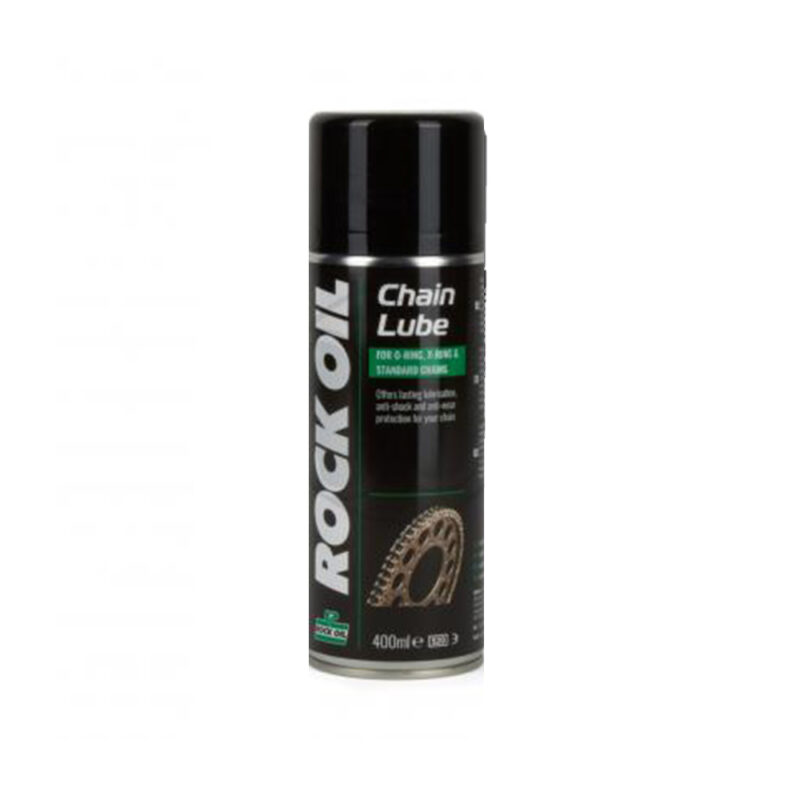 ROCK OIL
Chain
Lube
FOR O-RING, X-RING &
STANDARD CHAINS
Offers lasting lubrication,
anti-shock and anti-wear
protection for your chain
ROCK OIL
400ml e